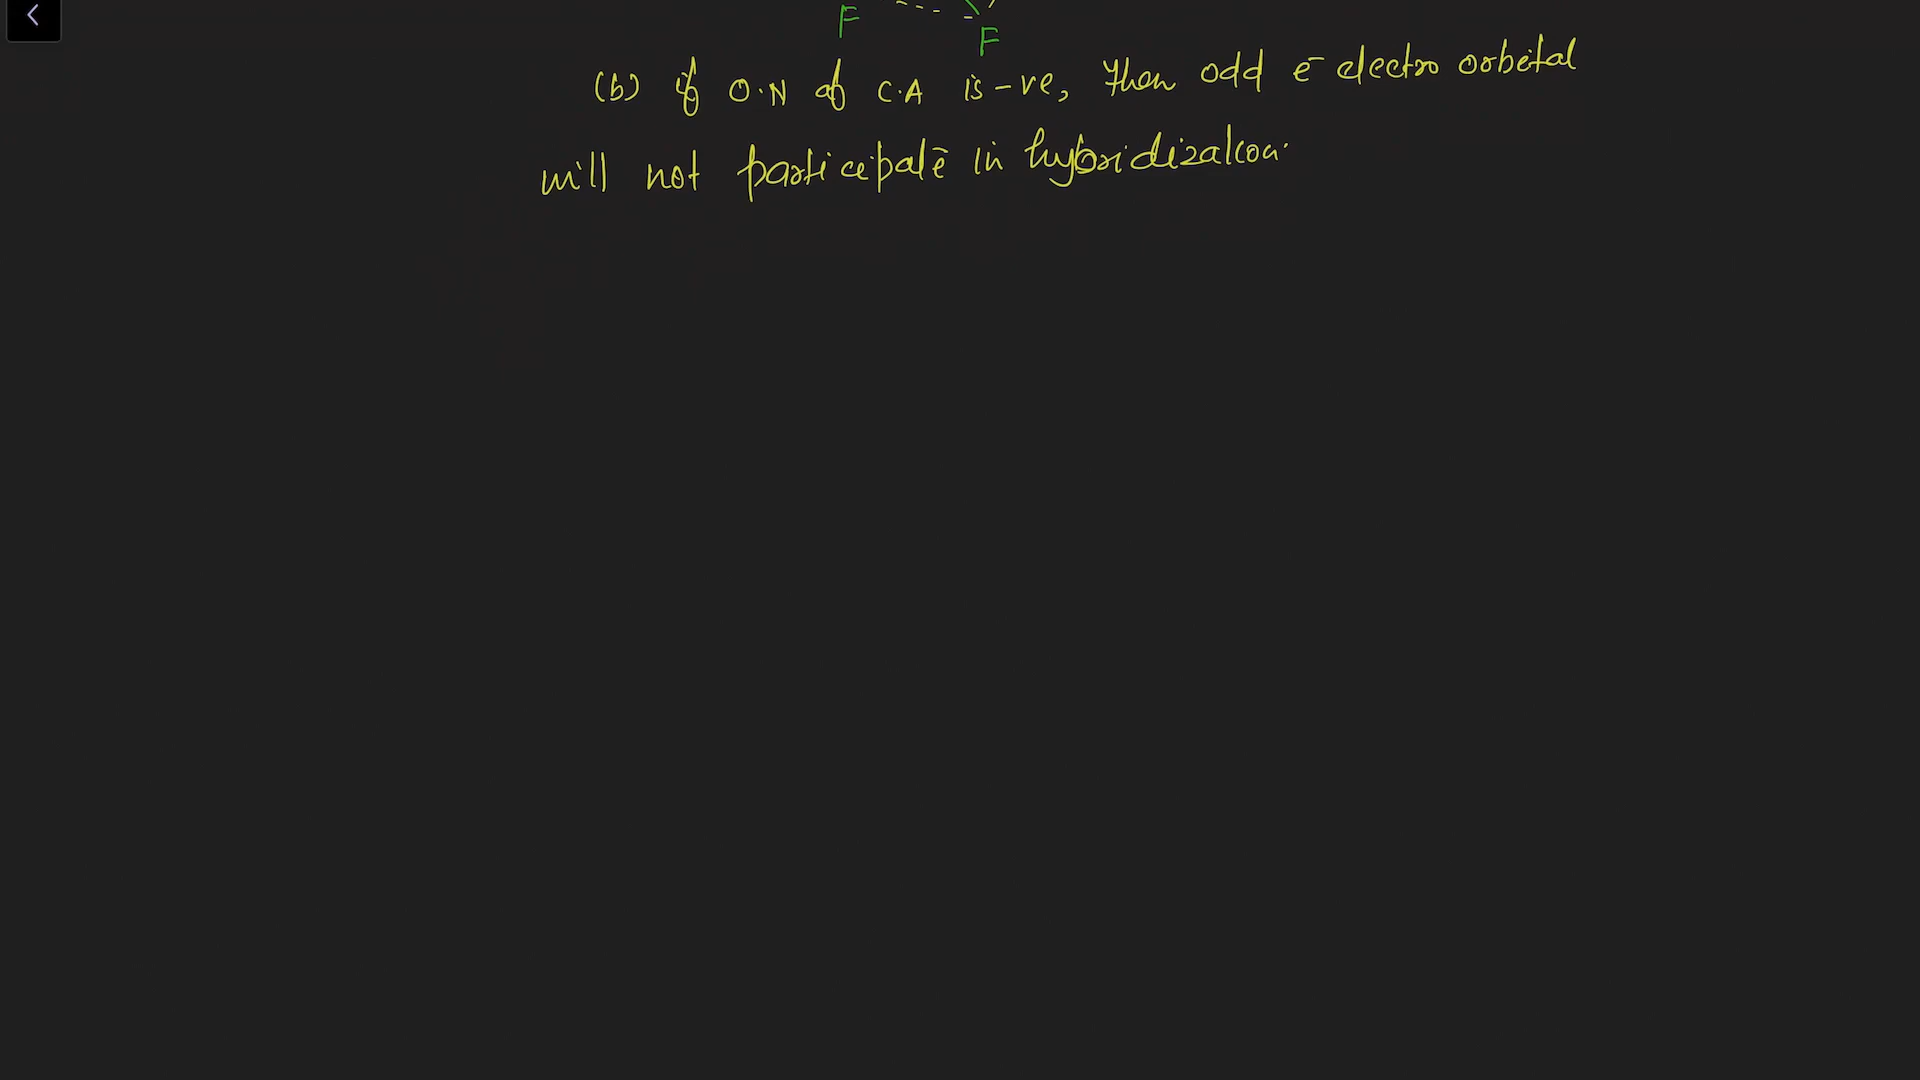 F
F
(b) if O.N of C.A is -ve, then odd e- electro orbital
will not participate in hybridization.